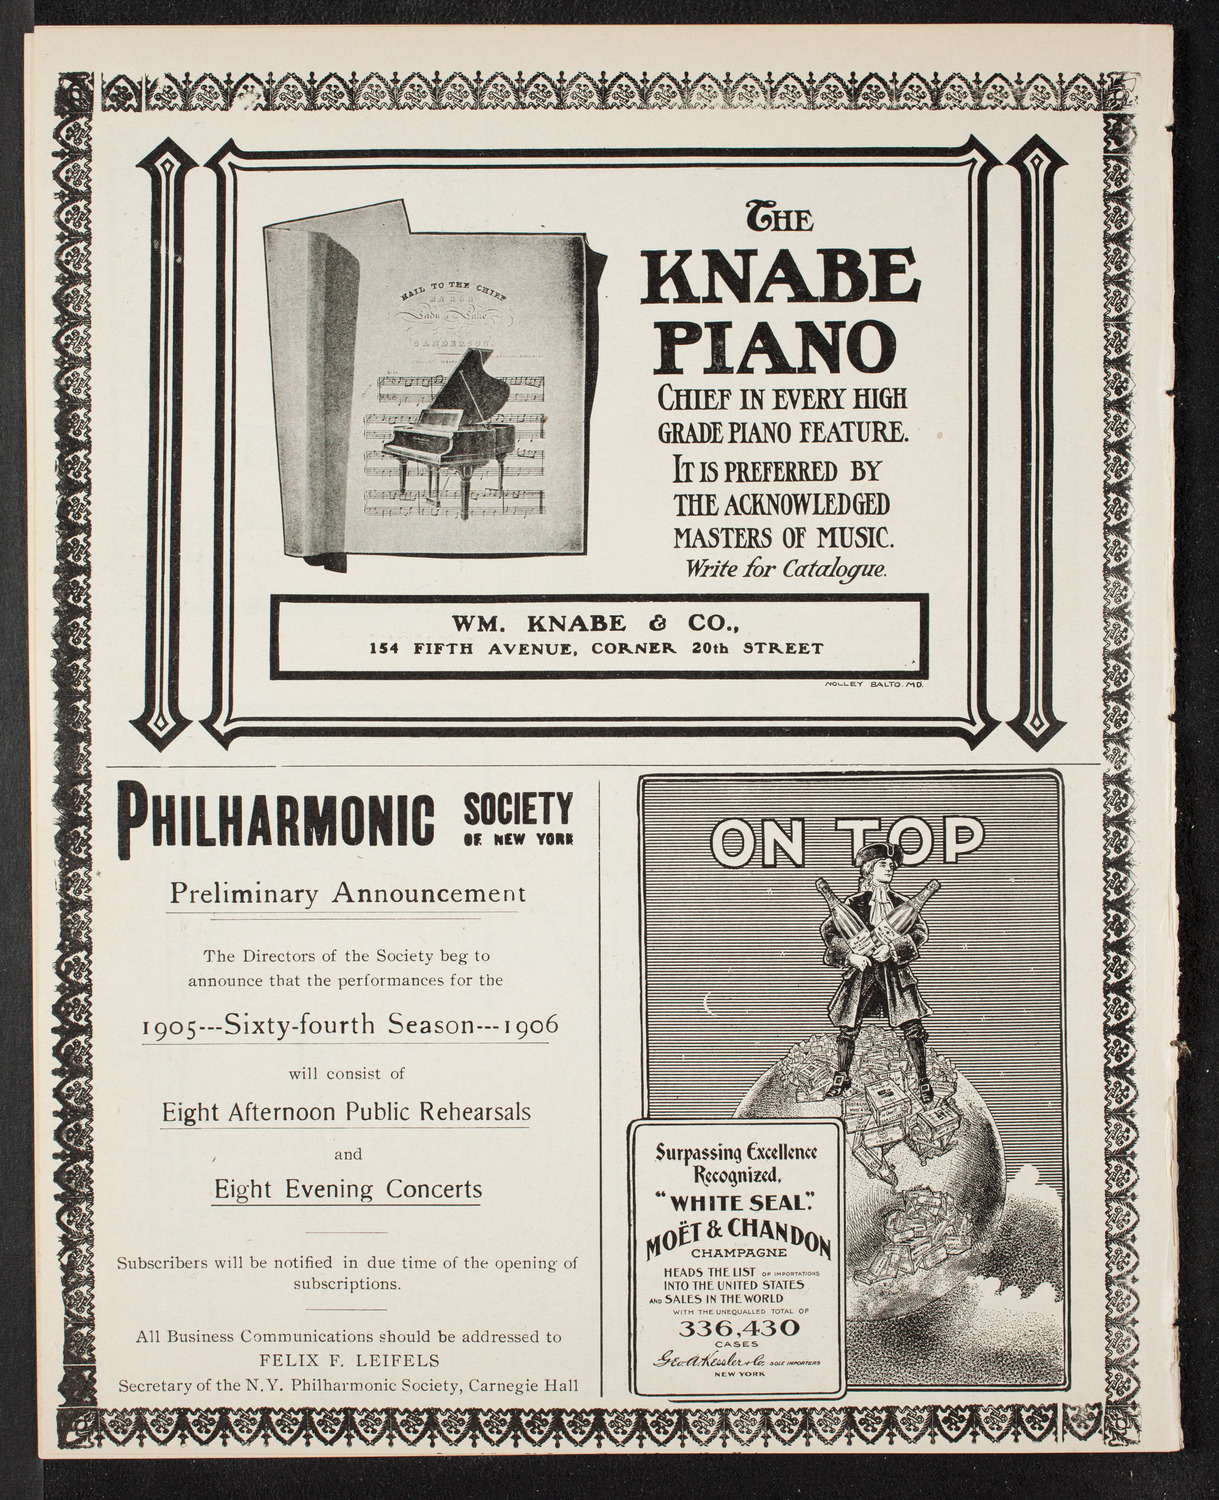 HAIL TO THE CHIEF
MARCH
Lady of the Lake
SANDERSON.
THE
KNABE
PIANO
CHIEF IN EVERY HIGH
GRADE PIANO FEATURE.
IT IS PREFERRED BY
THE ACKNOWLEDGED
MASTERS OF MUSIC.
Write for Catalogue.
WM. KNABE & CO.,
154 FIFTH AVENUE, CORNER 20th STREET
NOLLEY BALTO. MD.
PHILHARMONIC SOCIETY
OF NEW YORK
Preliminary Announcement
The Directors of the Society beg to
announce that the performances for the
1905---Sixty-fourth Season---1906
will consist of
Eight Afternoon Public Rehearsals
and
Eight Evening Concerts
Subscribers will be notified in due time of the opening of
subscriptions.
All Business Communications should be addressed to
FELIX F. LEIFELS
Secretary of the N.Y. Philharmonic Society, Carnegie Hall
ON TOP
Surpassing Excellence
Recognized,
"WHITE SEAL".
MOËT & CHANDON
CHAMPAGNE
HEADS THE LIST OF IMPORTATIONS
INTO THE UNITED STATES
AND SALES IN THE WORLD
WITH THE UNEQUALLED TOTAL OF
336,430
CASES
Geo. A. Kessler & Co. SOLE IMPORTERS
NEW YORK